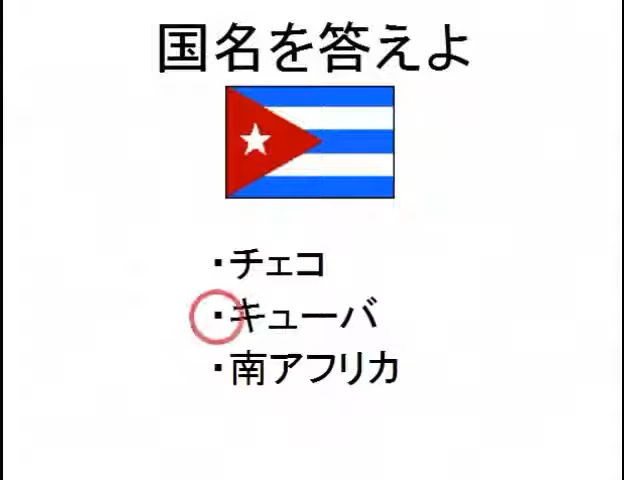 国名を答えよ
・チェコ
・キューバ
・南アフリカ